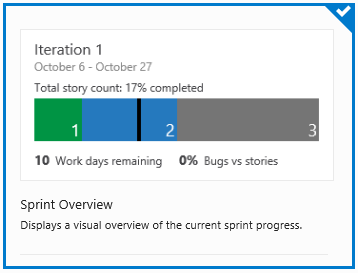 Iteration 1
October 6 - October 27
Total story count: 17% completed
1 2 3
10 Work days remaining 0% Bugs vs stories
Sprint Overview
Displays a visual overview of the current sprint progress.